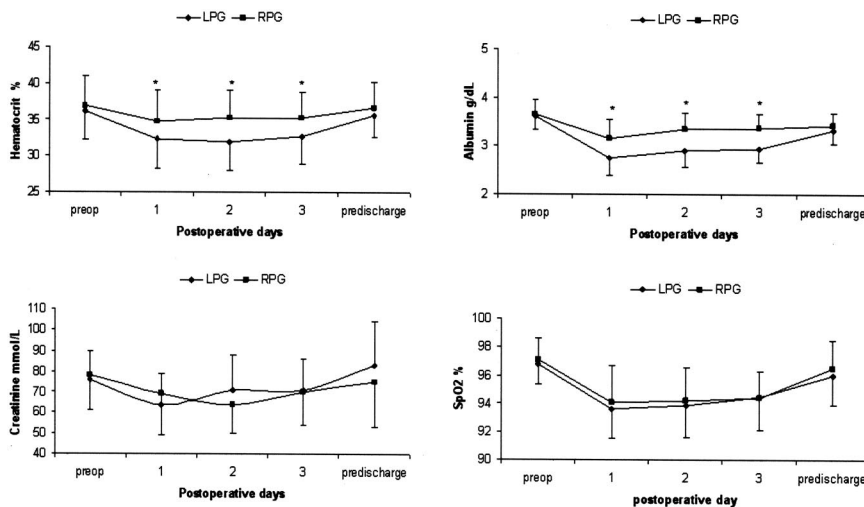 LPG RPG
Hematocrit %
45
40
35
30
25
* * *
preop 1 2 3 predischarge
Postoperative days
LPG RPG
Albumin g/dL
5
4
3
2
* * *
preop 1 2 3 predischarge
Postoperative days
LPG RPG
Creatinine mmol/L
110
100
90
80
70
60
50
40
preop 1 2 3 predischarge
Postoperative days
LPG RPG
SpO2 %
98
96
94
92
90
preop 1 2 3 predischarge
postoperative day